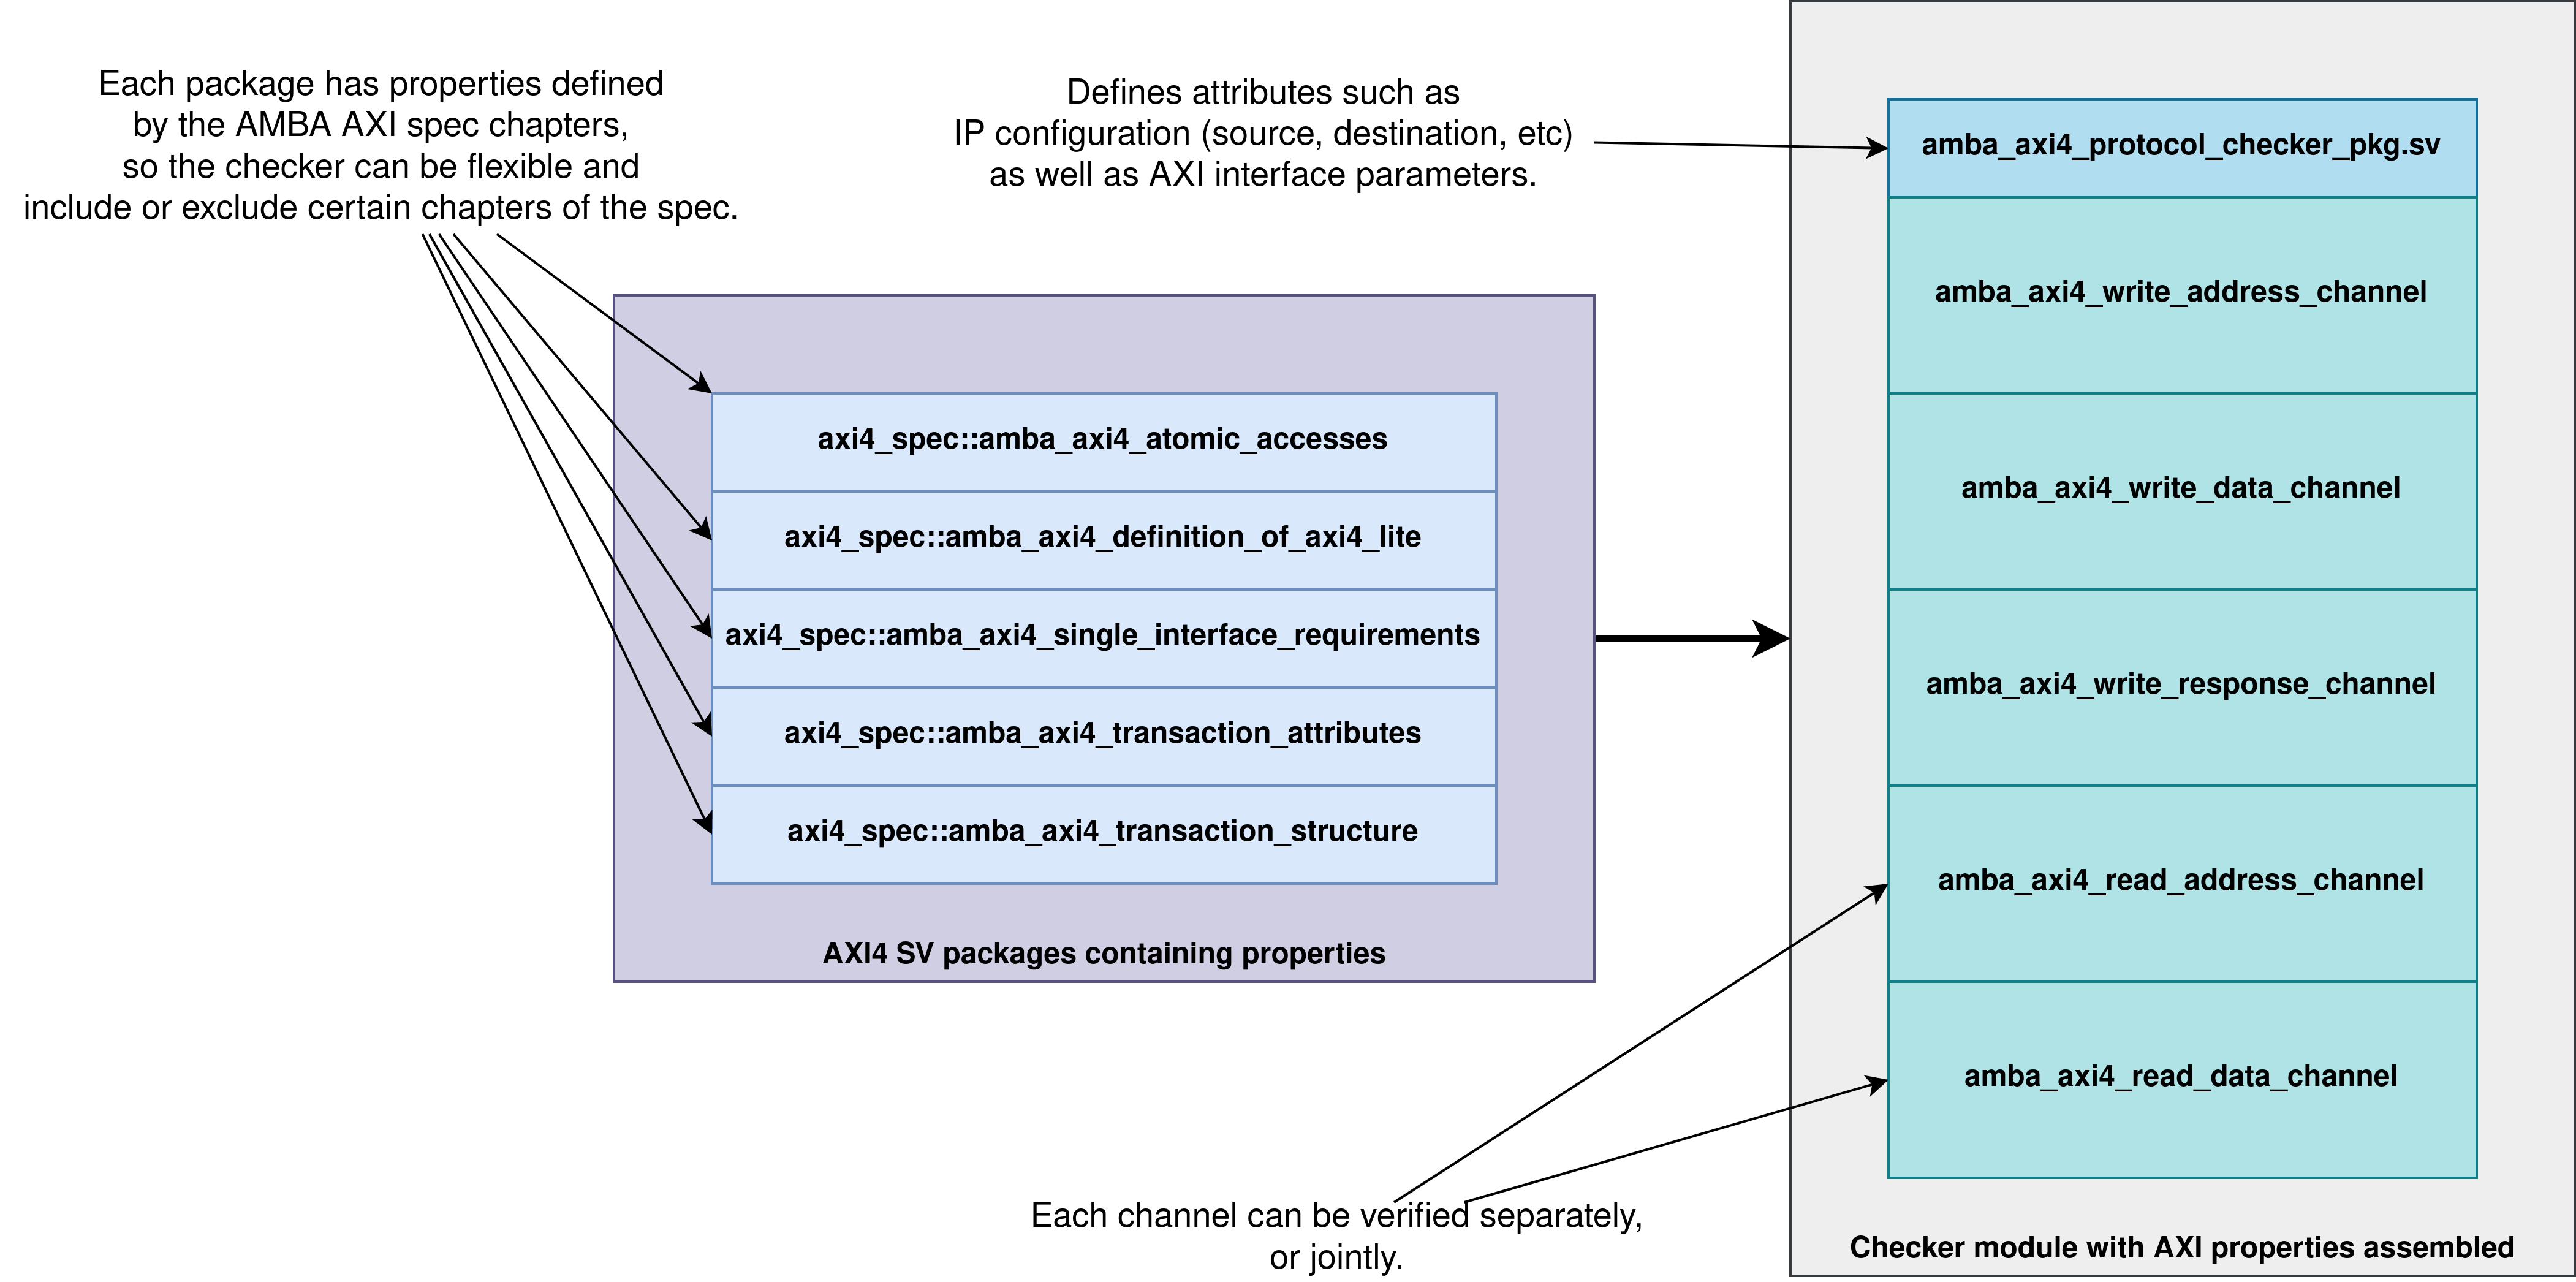 Each package has properties defined
by the AMBA AXI spec chapters,
so the checker can be flexible and
include or exclude certain chapters of the spec.
Defines attributes such as
IP configuration (source, destination, etc)
as well as AXI interface parameters.
axi4_spec::amba_axi4_atomic_accesses
axi4_spec::amba_axi4_definition_of_axi4_lite
axi4_spec::amba_axi4_single_interface_requirements
axi4_spec::amba_axi4_transaction_attributes
axi4_spec::amba_axi4_transaction_structure
AXI4 SV packages containing properties
amba_axi4_protocol_checker_pkg.sv
amba_axi4_write_address_channel
amba_axi4_write_data_channel
amba_axi4_write_response_channel
amba_axi4_read_address_channel
amba_axi4_read_data_channel
Checker module with AXI properties assembled
Each channel can be verified separately,
or jointly.